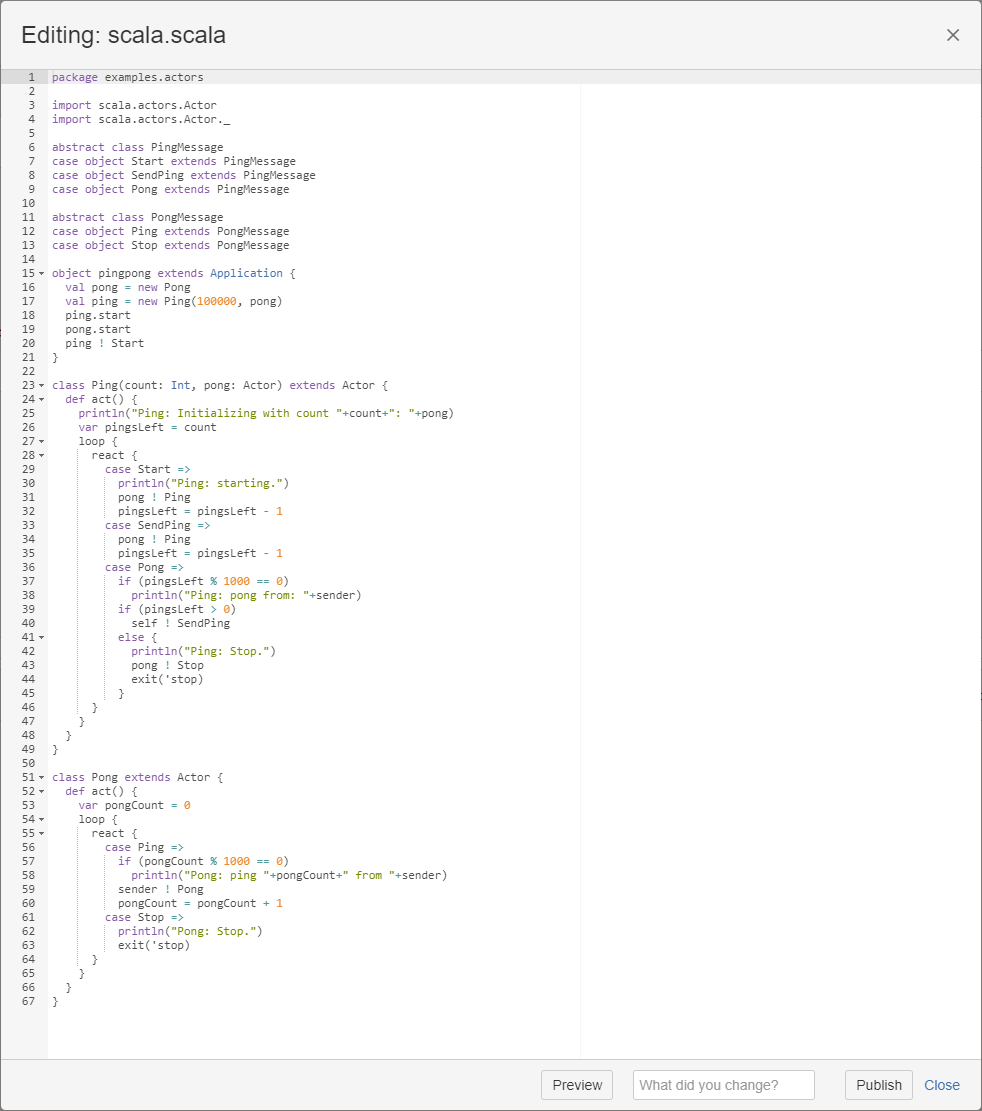 Editing: scala.scala
1 package examples.actors
2
3 import scala.actors.Actor
4 import scala.actors.Actor._
5
6 abstract class PingMessage
7 case object Start extends PingMessage
8 case object SendPing extends PingMessage
9 case object Pong extends PingMessage
10
11 abstract class PongMessage
12 case object Ping extends PongMessage
13 case object Stop extends PongMessage
14
15 object pingpong extends Application {
16   val pong = new Pong
17   val ping = new Ping(100000, pong)
18   ping.start
19   pong.start
20   ping ! Start
21 }
22
23 class Ping(count: Int, pong: Actor) extends Actor {
24   def act() {
25     println("Ping: Initializing with count "+count+": "+pong)
26     var pingsLeft = count
27     loop {
28       react {
29         case Start =>
30           println("Ping: starting.")
31           pong ! Ping
32           pingsLeft = pingsLeft - 1
33         case SendPing =>
34           pong ! Ping
35           pingsLeft = pingsLeft - 1
36         case Pong =>
37           if (pingsLeft % 1000 == 0)
38             println("Ping: pong from: "+sender)
39           if (pingsLeft > 0)
40             self ! SendPing
41           else {
42             println("Ping: Stop.")
43             pong ! Stop
44             exit('stop)
45           }
46       }
47     }
48   }
49 }
50
51 class Pong extends Actor {
52   def act() {
53     var pongCount = 0
54     loop {
55       react {
56         case Ping =>
57           if (pongCount % 1000 == 0)
58             println("Pong: ping "+pongCount+" from "+sender)
59           sender ! Pong
60           pongCount = pongCount + 1
61         case Stop =>
62           println("Pong: Stop.")
63           exit('stop)
64       }
65     }
66   }
67 }
Preview What did you change? Publish Close